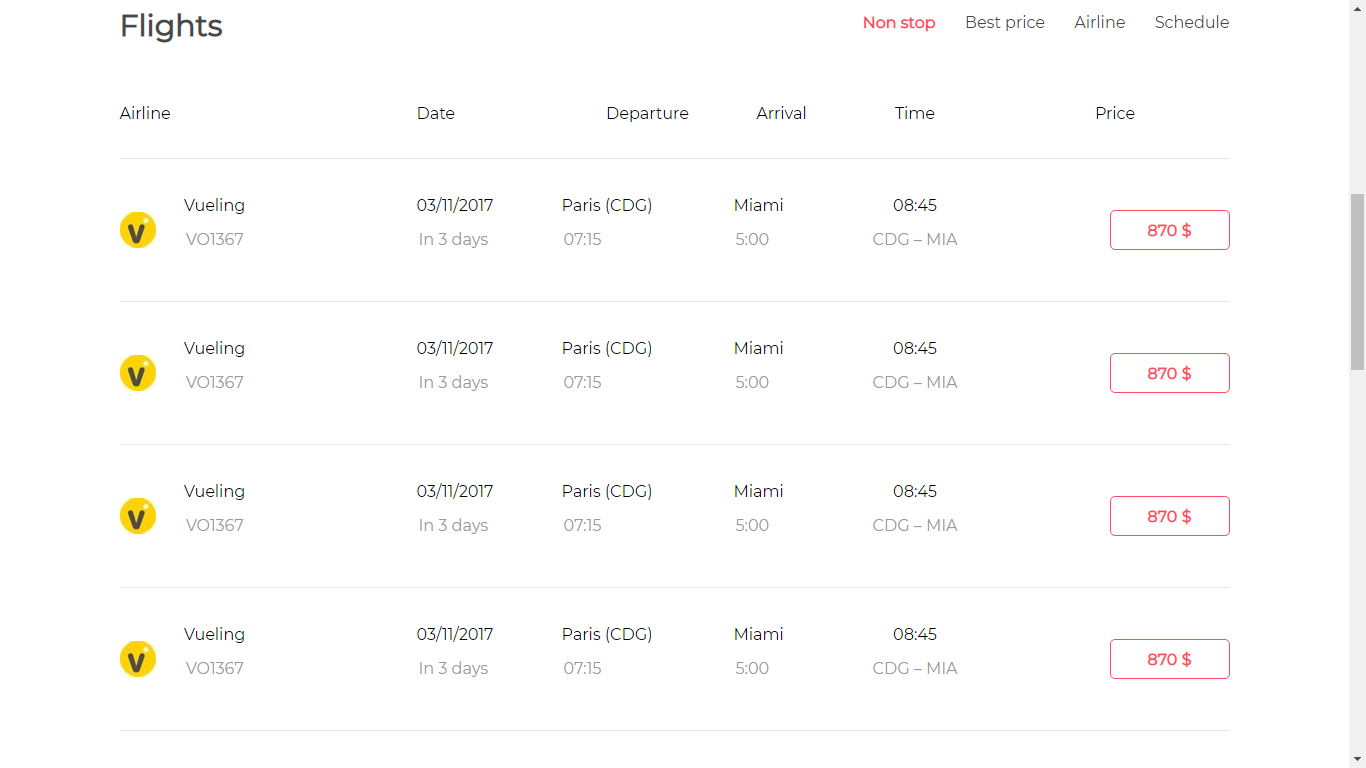 Flights
Non stop Best price Airline Schedule
Airline Date Departure Arrival Time Price
Vueling 03/11/2017 Paris (CDG) Miami 08:45
VO1367 In 3 days 07:15 5:00 CDG – MIA
870 $
Vueling 03/11/2017 Paris (CDG) Miami 08:45
VO1367 In 3 days 07:15 5:00 CDG – MIA
870 $
Vueling 03/11/2017 Paris (CDG) Miami 08:45
VO1367 In 3 days 07:15 5:00 CDG – MIA
870 $
Vueling 03/11/2017 Paris (CDG) Miami 08:45
VO1367 In 3 days 07:15 5:00 CDG – MIA
870 $